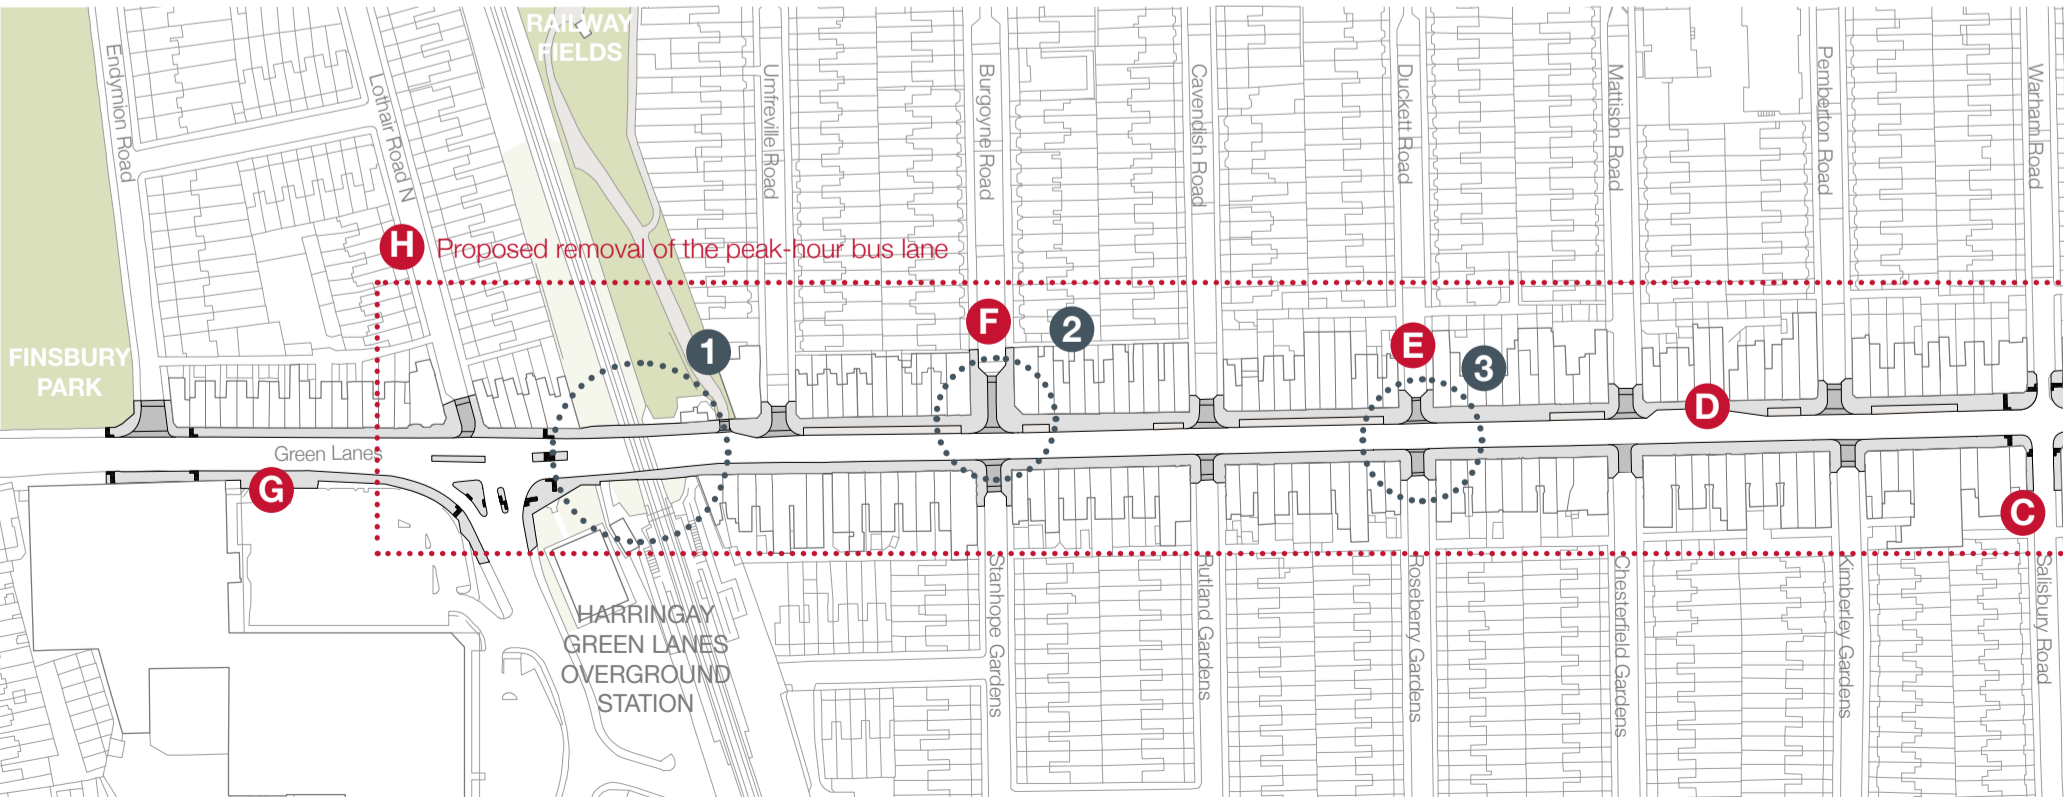 RAILWAY
FIELDS
Endymion Road
Lothair Road N
Umfreville Road
Burgoyne Road
Cavendish Road
Duckett Road
Mattison Road
Pemberton Road
Warham Road
H
Proposed removal of the peak-hour bus lane
F
2
1
E
3
FINSBURY
PARK
D
Green Lanes
G
C
HARRINGAY
GREEN LANES
OVERGROUND
STATION
Stanhope Gardens
Rutland Gardens
Roseberry Gardens
Chesterfield Gardens
Kimberley Gardens
Salisbury Road